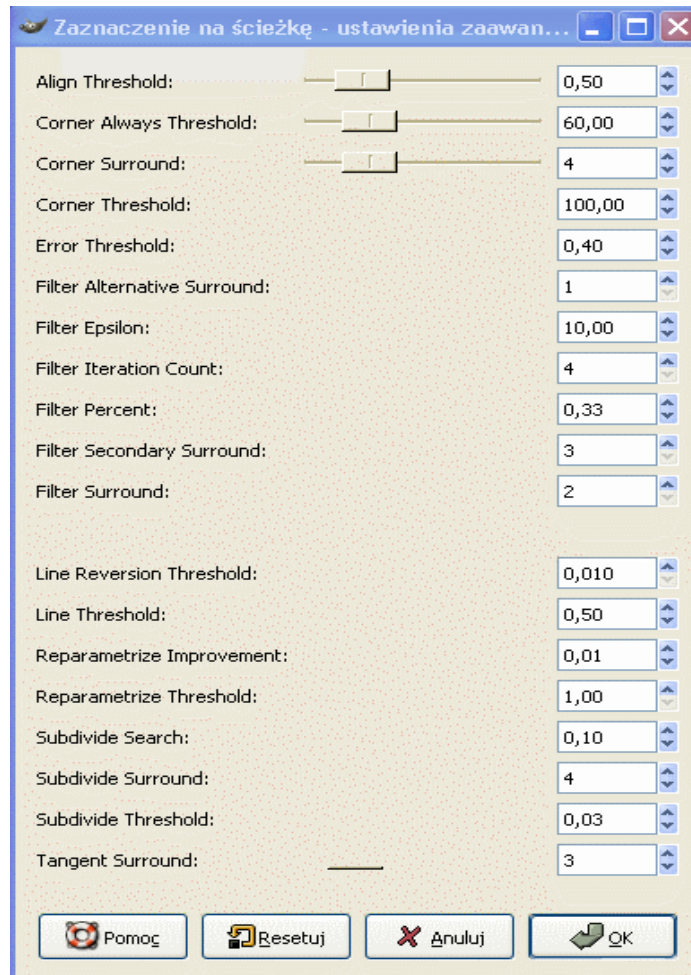 Zaznaczenie na ścieżkę - ustawienia zaawan...
Align Threshold: 0,50
Corner Always Threshold: 60,00
Corner Surround: 4
Corner Threshold: 100,00
Error Threshold: 0,40
Filter Alternative Surround: 1
Filter Epsilon: 10,00
Filter Iteration Count: 4
Filter Percent: 0,33
Filter Secondary Surround: 3
Filter Surround: 2
Line Reversion Threshold: 0,010
Line Threshold: 0,50
Reparametrize Improvement: 0,01
Reparametrize Threshold: 1,00
Subdivide Search: 0,10
Subdivide Surround: 4
Subdivide Threshold: 0,03
Tangent Surround: 3
Pomoc Resetuj Anuluj OK